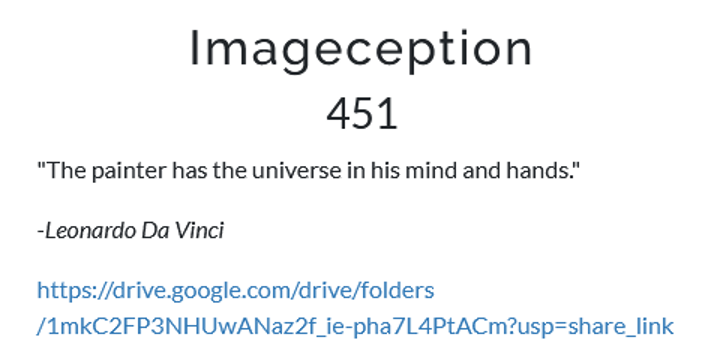 Imageception
451
"The painter has the universe in his mind and hands."
-Leonardo Da Vinci
https://drive.google.com/drive/folders
/1mkC2FP3NHUwANaz2f_ie-pha7L4PtACm?usp=share_link